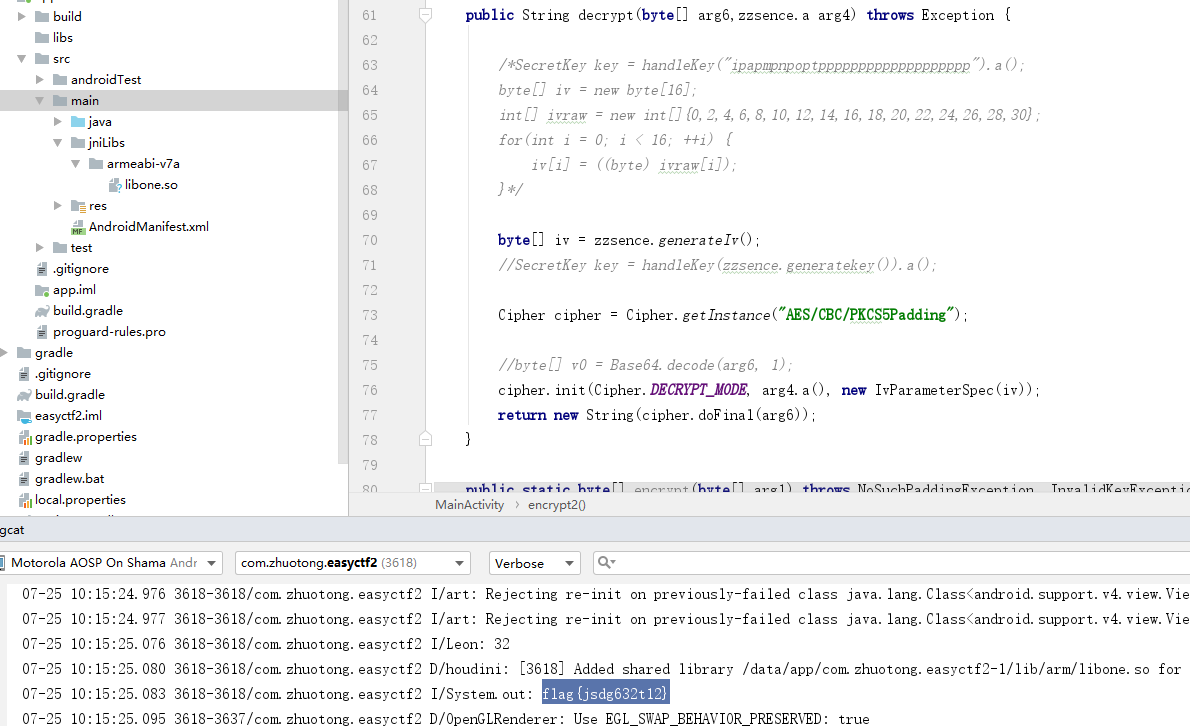 build
libs
src
androidTest
main
java
jniLibs
armeabi-v7a
libone.so
res
AndroidManifest.xml
test
.gitignore
app.iml
build.gradle
proguard-rules.pro
gradle
.gitignore
build.gradle
easyctf2.iml
gradle.properties
gradlew
gradlew.bat
local.properties
61 public String decrypt(byte[] arg6,zzsence.a arg4) throws Exception {
62
63 /*SecretKey key = handleKey("ipapmpnpoptppppppppppppppppppp").a();
64 byte[] iv = new byte[16];
65 int[] ivraw = new int[]{0,2,4,6,8,10,12,14,16,18,20,22,24,26,28,30};
66 for(int i = 0; i < 16; ++i) {
67 iv[i] = ((byte) ivraw[i]);
68 }*/
69
70 byte[] iv = zzsence.generateIv();
71 //SecretKey key = handleKey(zzsence.generatekey()).a();
72
73 Cipher cipher = Cipher.getInstance("AES/CBC/PKCS5Padding");
74
75 //byte[] v0 = Base64.decode(arg6, 1);
76 cipher.init(Cipher.DECRYPT_MODE, arg4.a(), new IvParameterSpec(iv));
77 return new String(cipher.doFinal(arg6));
78 }
79
80 public static byte[] encrypt(byte[] arg1) throws NoSuchPaddingException, InvalidKeyExceptio
MainActivity › encrypt2()
gcat
Motorola AOSP On Shama Andr com.zhuotong.easyctf2 (3618) Verbose
07-25 10:15:24.976 3618-3618/com.zhuotong.easyctf2 I/art: Rejecting re-init on previously-failed class java.lang.Class<android.support.v4.view.Vie
07-25 10:15:24.977 3618-3618/com.zhuotong.easyctf2 I/art: Rejecting re-init on previously-failed class java.lang.Class<android.support.v4.view.Vie
07-25 10:15:25.076 3618-3618/com.zhuotong.easyctf2 I/Leon: 32
07-25 10:15:25.080 3618-3618/com.zhuotong.easyctf2 D/houdini: [3618] Added shared library /data/app/com.zhuotong.easyctf2-1/lib/arm/libone.so for
07-25 10:15:25.083 3618-3618/com.zhuotong.easyctf2 I/System.out: flag{jsdg632t12}
07-25 10:15:25.095 3618-3637/com.zhuotong.easyctf2 D/OpenGLRenderer: Use EGL_SWAP_BEHAVIOR_PRESERVED: true